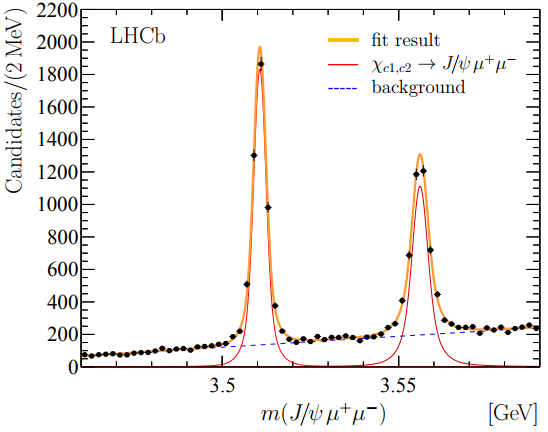 Candidates/(2 MeV)
2200
2000
1800
1600
1400
1200
1000
800
600
400
200
0
LHCb
fit result
χc1,c2 → J/ψ μ⁺μ⁻
background
3.5 3.55
m(J/ψ μ⁺μ⁻) [GeV]